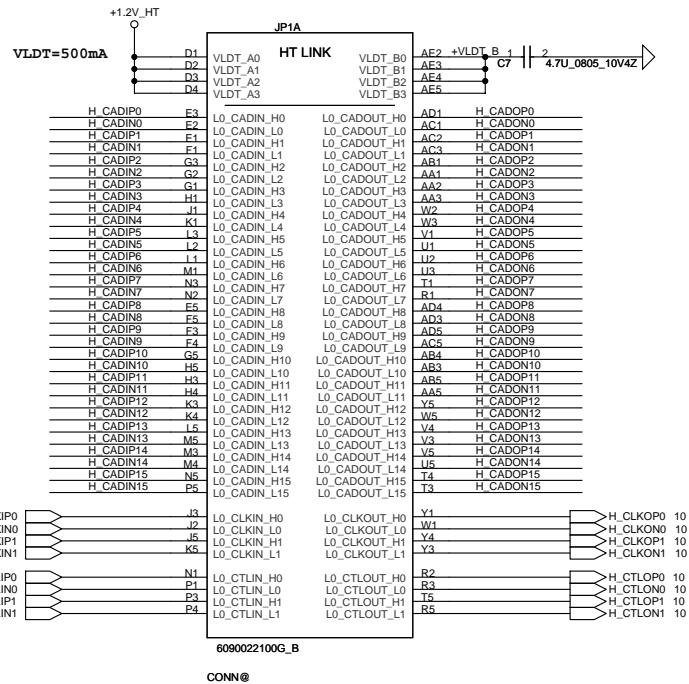 +1.2V_HT
JP1A
VLDT=500mA
HT LINK
D1 VLDT_A0 VLDT_B0 AE2 +VLDT_B 1 2
D2 VLDT_A1 VLDT_B1 AE3 C7 4.7U_0805_10V4Z
D3 VLDT_A2 VLDT_B2 AE4
D4 VLDT_A3 VLDT_B3 AE5
H_CADIP0 E3 L0_CADIN_H0 L0_CADOUT_H0 AD1 H_CADOP0
H_CADIN0 E2 L0_CADIN_L0 L0_CADOUT_L0 AC1 H_CADON0
H_CADIP1 E1 L0_CADIN_H1 L0_CADOUT_H1 AC2 H_CADOP1
H_CADIN1 F1 L0_CADIN_L1 L0_CADOUT_L1 AC3 H_CADON1
H_CADIP2 G3 L0_CADIN_H2 L0_CADOUT_H2 AB1 H_CADOP2
H_CADIN2 G2 L0_CADIN_L2 L0_CADOUT_L2 AA1 H_CADON2
H_CADIP3 G1 L0_CADIN_H3 L0_CADOUT_H3 AA2 H_CADOP3
H_CADIN3 H1 L0_CADIN_L3 L0_CADOUT_L3 AA3 H_CADON3
H_CADIP4 J1 L0_CADIN_H4 L0_CADOUT_H4 W2 H_CADOP4
H_CADIN4 K1 L0_CADIN_L4 L0_CADOUT_L4 W3 H_CADON4
H_CADIP5 L3 L0_CADIN_H5 L0_CADOUT_H5 V1 H_CADOP5
H_CADIN5 L2 L0_CADIN_L5 L0_CADOUT_L5 U1 H_CADON5
H_CADIP6 L1 L0_CADIN_H6 L0_CADOUT_H6 U2 H_CADOP6
H_CADIN6 M1 L0_CADIN_L6 L0_CADOUT_L6 U3 H_CADON6
H_CADIP7 N3 L0_CADIN_H7 L0_CADOUT_H7 T1 H_CADOP7
H_CADIN7 N2 L0_CADIN_L7 L0_CADOUT_L7 R1 H_CADON7
H_CADIP8 E5 L0_CADIN_H8 L0_CADOUT_H8 AD4 H_CADOP8
H_CADIN8 F5 L0_CADIN_L8 L0_CADOUT_L8 AD3 H_CADON8
H_CADIP9 F3 L0_CADIN_H9 L0_CADOUT_H9 AD5 H_CADOP9
H_CADIN9 F4 L0_CADIN_L9 L0_CADOUT_L9 AC5 H_CADON9
H_CADIP10 G5 L0_CADIN_H10 L0_CADOUT_H10 AB4 H_CADOP10
H_CADIN10 H5 L0_CADIN_L10 L0_CADOUT_L10 AB3 H_CADON10
H_CADIP11 H3 L0_CADIN_H11 L0_CADOUT_H11 AB5 H_CADOP11
H_CADIN11 H4 L0_CADIN_L11 L0_CADOUT_L11 AA5 H_CADON11
H_CADIP12 K3 L0_CADIN_H12 L0_CADOUT_H12 Y5 H_CADOP12
H_CADIN12 K4 L0_CADIN_L12 L0_CADOUT_L12 W5 H_CADON12
H_CADIP13 L5 L0_CADIN_H13 L0_CADOUT_H13 V4 H_CADOP13
H_CADIN13 M5 L0_CADIN_L13 L0_CADOUT_L13 V3 H_CADON13
H_CADIP14 M3 L0_CADIN_H14 L0_CADOUT_H14 V5 H_CADOP14
H_CADIN14 M4 L0_CADIN_L14 L0_CADOUT_L14 U5 H_CADON14
H_CADIP15 N5 L0_CADIN_H15 L0_CADOUT_H15 T4 H_CADOP15
H_CADIN15 P5 L0_CADIN_L15 L0_CADOUT_L15 T3 H_CADON15
KIP0 J3 L0_CLKIN_H0 L0_CLKOUT_H0 Y1 H_CLKOP0 10
KIN0 J2 L0_CLKIN_L0 L0_CLKOUT_L0 W1 H_CLKON0 10
KIP1 J5 L0_CLKIN_H1 L0_CLKOUT_H1 Y4 H_CLKOP1 10
KIN1 K5 L0_CLKIN_L1 L0_CLKOUT_L1 Y3 H_CLKON1 10
LIP0 N1 L0_CTLIN_H0 L0_CTLOUT_H0 R2 H_CTLOP0 10
LIN0 P1 L0_CTLIN_L0 L0_CTLOUT_L0 R3 H_CTLON0 10
LIP1 P3 L0_CTLIN_H1 L0_CTLOUT_H1 T5 H_CTLOP1 10
LIN1 P4 L0_CTLIN_L1 L0_CTLOUT_L1 R5 H_CTLON1 10
6090022100G_B
CONN@